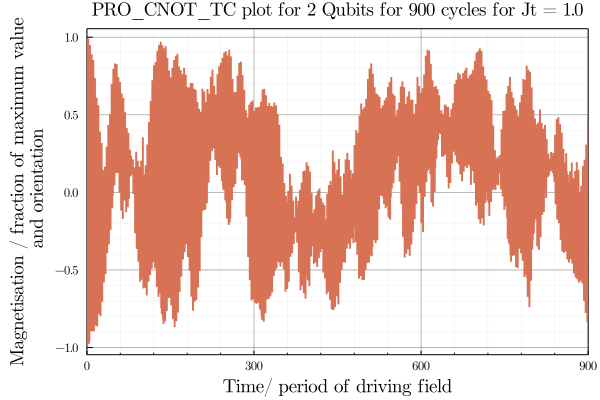 PRO_CNOT_TC plot for 2 Qubits for 900 cycles for Jt = 1.0
Magnetisation / fraction of maximum value
and orientation
1.0
0.5
0.0
−0.5
−1.0
0
300
600
900
Time/ period of driving field